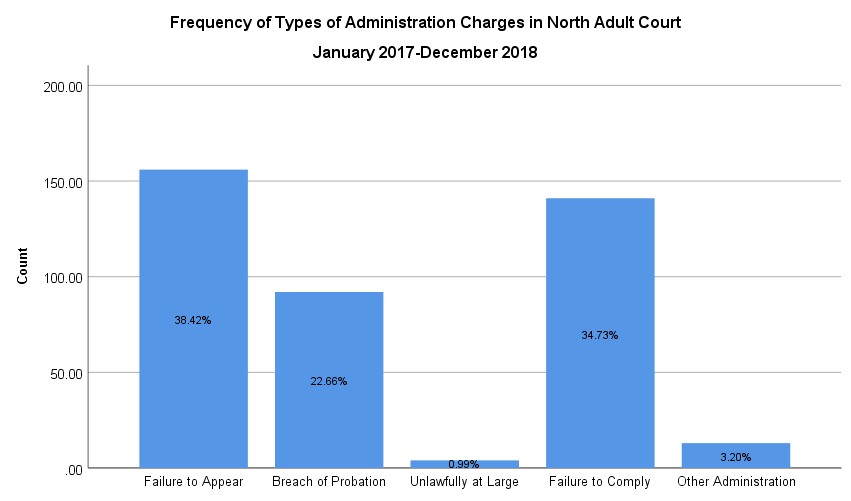 Frequency of Types of Administration Charges in North Adult Court
January 2017-December 2018
200.00
150.00
100.00
50.00
.00
Count
38.42%
22.66%
0.99%
34.73%
3.20%
Failure to Appear
Breach of Probation
Unlawfully at Large
Failure to Comply
Other Administration